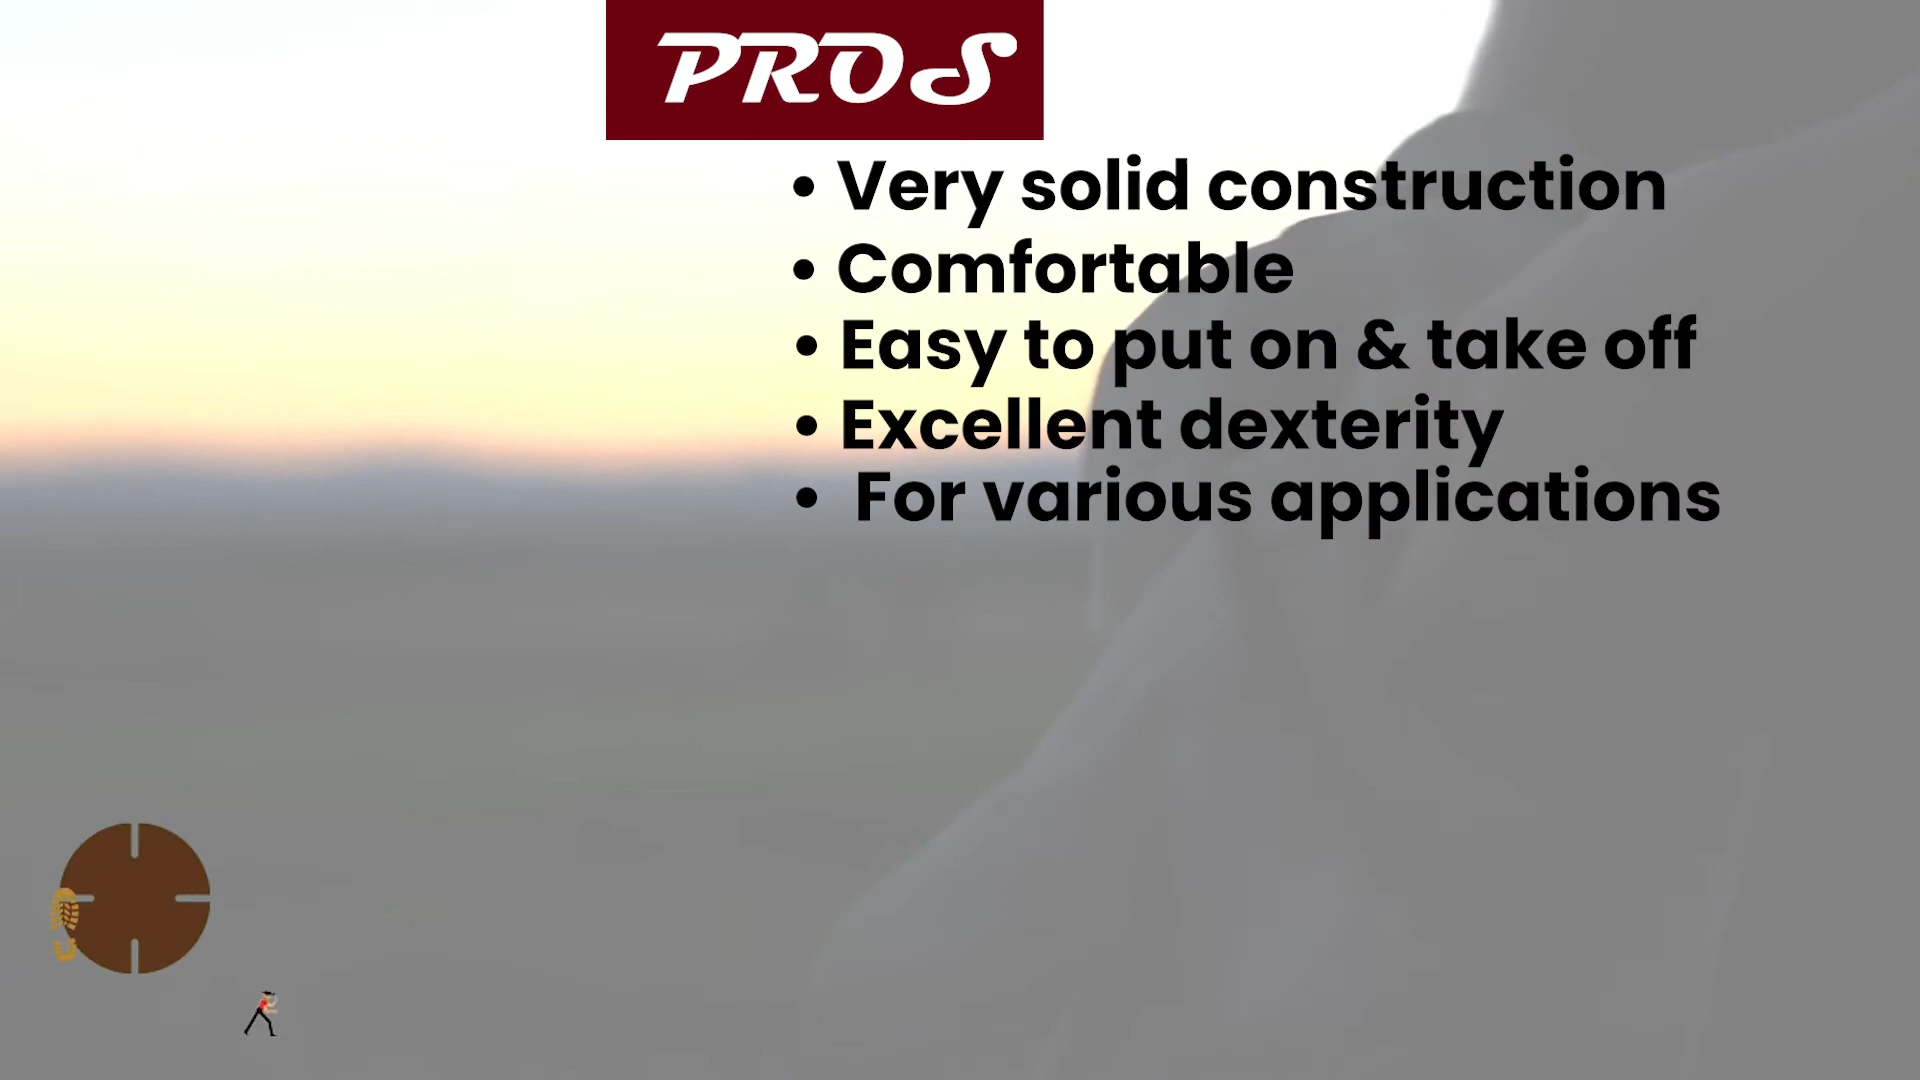 PROS
• Very solid construction
• Comfortable
• Easy to put on & take off
• Excellent dexterity
• For various applications